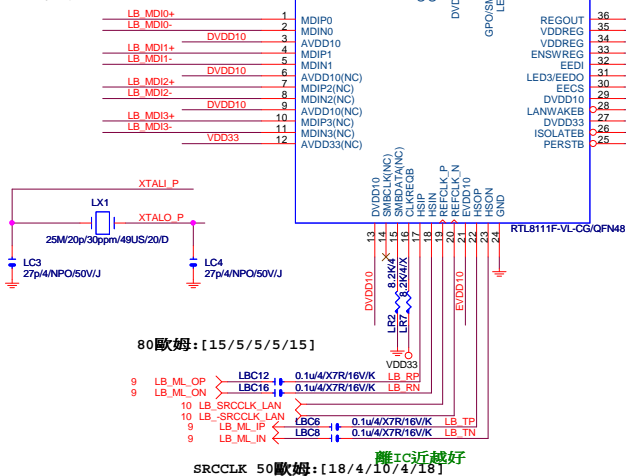 LB_MDI0+ 1 MDIP0
LB_MDI0- 2 MDIN0
DVDD10 3 AVDD10
LB_MDI1+ 4 MDIP1
LB_MDI1- 5 MDIN1
DVDD10 6 AVDD10(NC)
LB_MDI2+ 7 MDIP2(NC)
LB_MDI2- 8 MDIN2(NC)
DVDD10 9 AVDD10(NC)
LB_MDI3+ 10 MDIP3(NC)
LB_MDI3- 11 MDIN3(NC)
VDD33 12 AVDD33(NC)
REGOUT 36
VDDREG 35
VDDREG 34
ENSWREG 33
EEDI 32
LED3/EEDO 31
EECS 30
DVDD10 29
LANWAKEB 28
DVDD33 27
ISOLATEB 26
PERSTB 25
DVDD10 13
SMBCLK(NC) 14
SMBDATA(NC) 15
CLKREQB 16
HSIP 17
HSIN 18
REFCLK_P 19
REFCLK_N 20
EVDD10 21
HSOP 22
HSON 23
GND 24
RTL8111F-VL-CG/QFN48
XTALI_P
LX1
XTALO_P
25M/20p/30ppm/49US/20/D
LC3
27p/4/NPO/50V/J
LC4
27p/4/NPO/50V/J
DVDD10
LR2 8.2K/4
LR7 8.2K/4/X
EVDD10
VDD33
80歐姆:[15/5/5/5/15]
9 LB_ML_OP LBC12 0.1u/4/X7R/16V/K LB_RP
9 LB_ML_ON LBC16 0.1u/4/X7R/16V/K LB_RN
10 LB_SRCCLK_LAN
10 LB_-SRCCLK_LAN
9 LB_ML_IP LBC6 0.1u/4/X7R/16V/K LB_TP
9 LB_ML_IN LBC8 0.1u/4/X7R/16V/K LB_TN
離IC近越好
SRCCLK 50歐姆:[18/4/10/4/18]